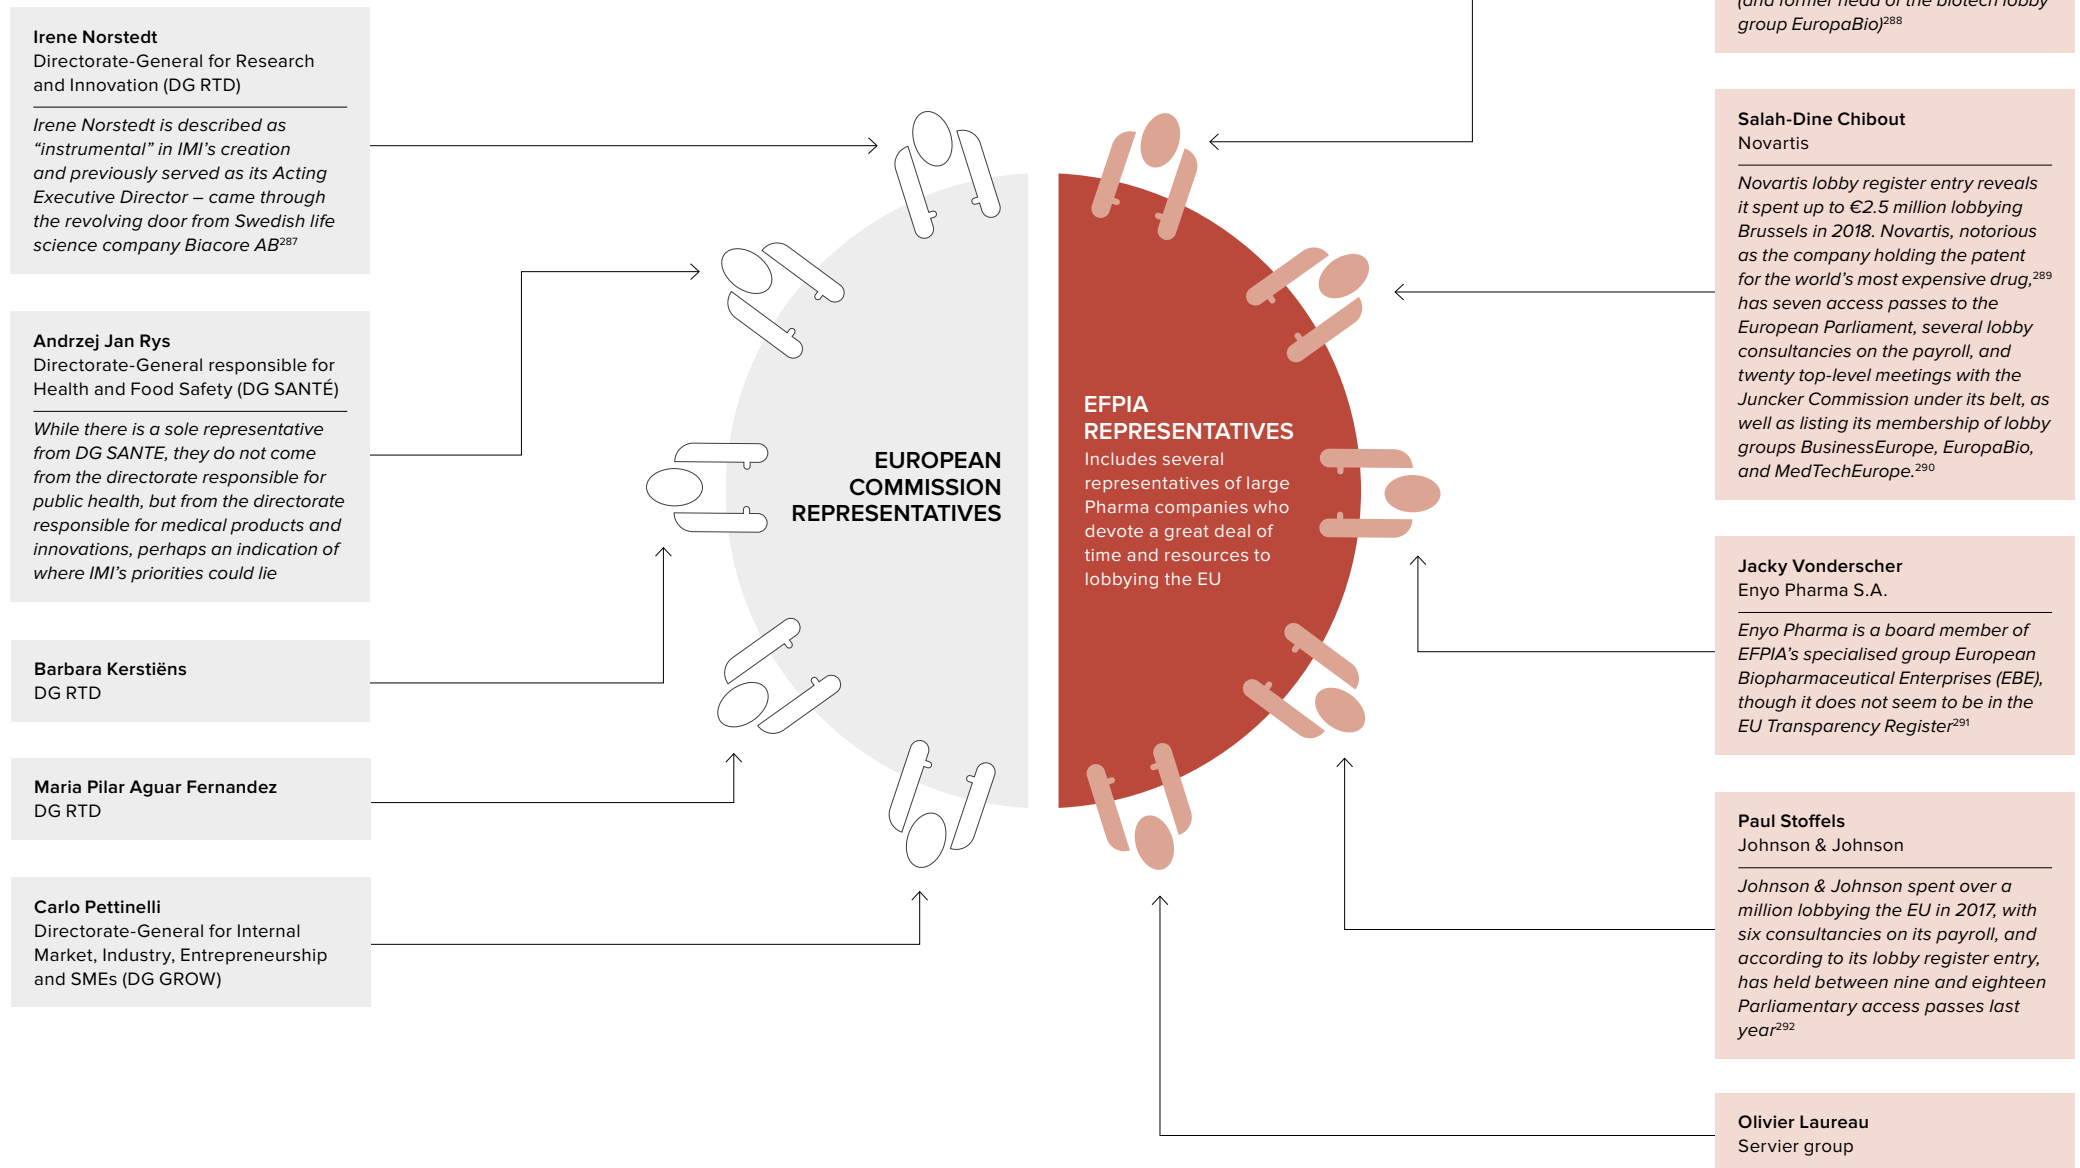 Irene Norstedt
Directorate-General for Research
and Innovation (DG RTD)
Irene Norstedt is described as
“instrumental” in IMI’s creation
and previously served as its Acting
Executive Director – came through
the revolving door from Swedish life
science company Biacore AB287
Andrzej Jan Rys
Directorate-General responsible for
Health and Food Safety (DG SANTÉ)
While there is a sole representative
from DG SANTE, they do not come
from the directorate responsible for
public health, but from the directorate
responsible for medical products and
innovations, perhaps an indication of
where IMI’s priorities could lie
Barbara Kerstiëns
DG RTD
Maria Pilar Aguar Fernandez
DG RTD
Carlo Pettinelli
Directorate-General for Internal
Market, Industry, Entrepreneurship
and SMEs (DG GROW)
EUROPEAN
COMMISSION
REPRESENTATIVES
EFPIA
REPRESENTATIVES
Includes several
representatives of large
Pharma companies who
devote a great deal of
time and resources to
lobbying the EU
(and former head of the biotech lobby
group EuropaBio)288
Salah-Dine Chibout
Novartis
Novartis lobby register entry reveals
it spent up to €2.5 million lobbying
Brussels in 2018. Novartis, notorious
as the company holding the patent
for the world’s most expensive drug,289
has seven access passes to the
European Parliament, several lobby
consultancies on the payroll, and
twenty top-level meetings with the
Juncker Commission under its belt, as
well as listing its membership of lobby
groups BusinessEurope, EuropaBio,
and MedTechEurope.290
Jacky Vonderscher
Enyo Pharma S.A.
Enyo Pharma is a board member of
EFPIA’s specialised group European
Biopharmaceutical Enterprises (EBE),
though it does not seem to be in the
EU Transparency Register291
Paul Stoffels
Johnson & Johnson
Johnson & Johnson spent over a
million lobbying the EU in 2017, with
six consultancies on its payroll, and
according to its lobby register entry,
has held between nine and eighteen
Parliamentary access passes last
year292
Olivier Laureau
Servier group